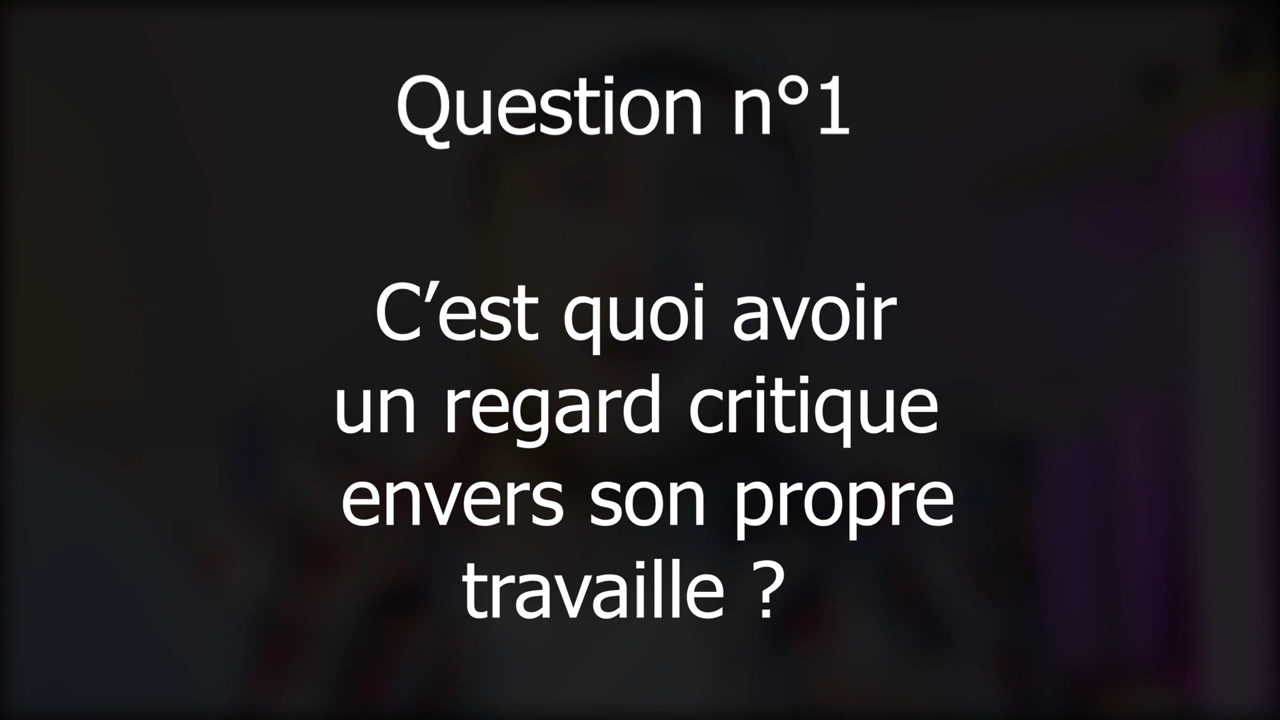 Question n°1
C’est quoi avoir
un regard critique
envers son propre
travaille ?